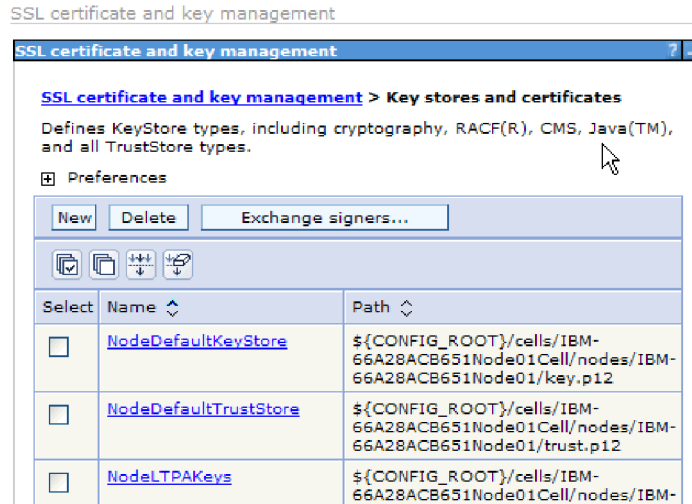 SSL certificate and key management
SSL certificate and key management ? -
SSL certificate and key management > Key stores and certificates
Defines KeyStore types, including cryptography, RACF(R), CMS, Java(TM),
and all TrustStore types.
Preferences
New Delete Exchange signers...
Select Name Path
NodeDefaultKeyStore ${CONFIG_ROOT}/cells/IBM-
66A28ACB651Node01Cell/nodes/IBM-
66A28ACB651Node01/key.p12
NodeDefaultTrustStore ${CONFIG_ROOT}/cells/IBM-
66A28ACB651Node01Cell/nodes/IBM-
66A28ACB651Node01/trust.p12
NodeLTPAKeys ${CONFIG_ROOT}/cells/IBM-
66A28ACB651Node01Cell/nodes/IBM-